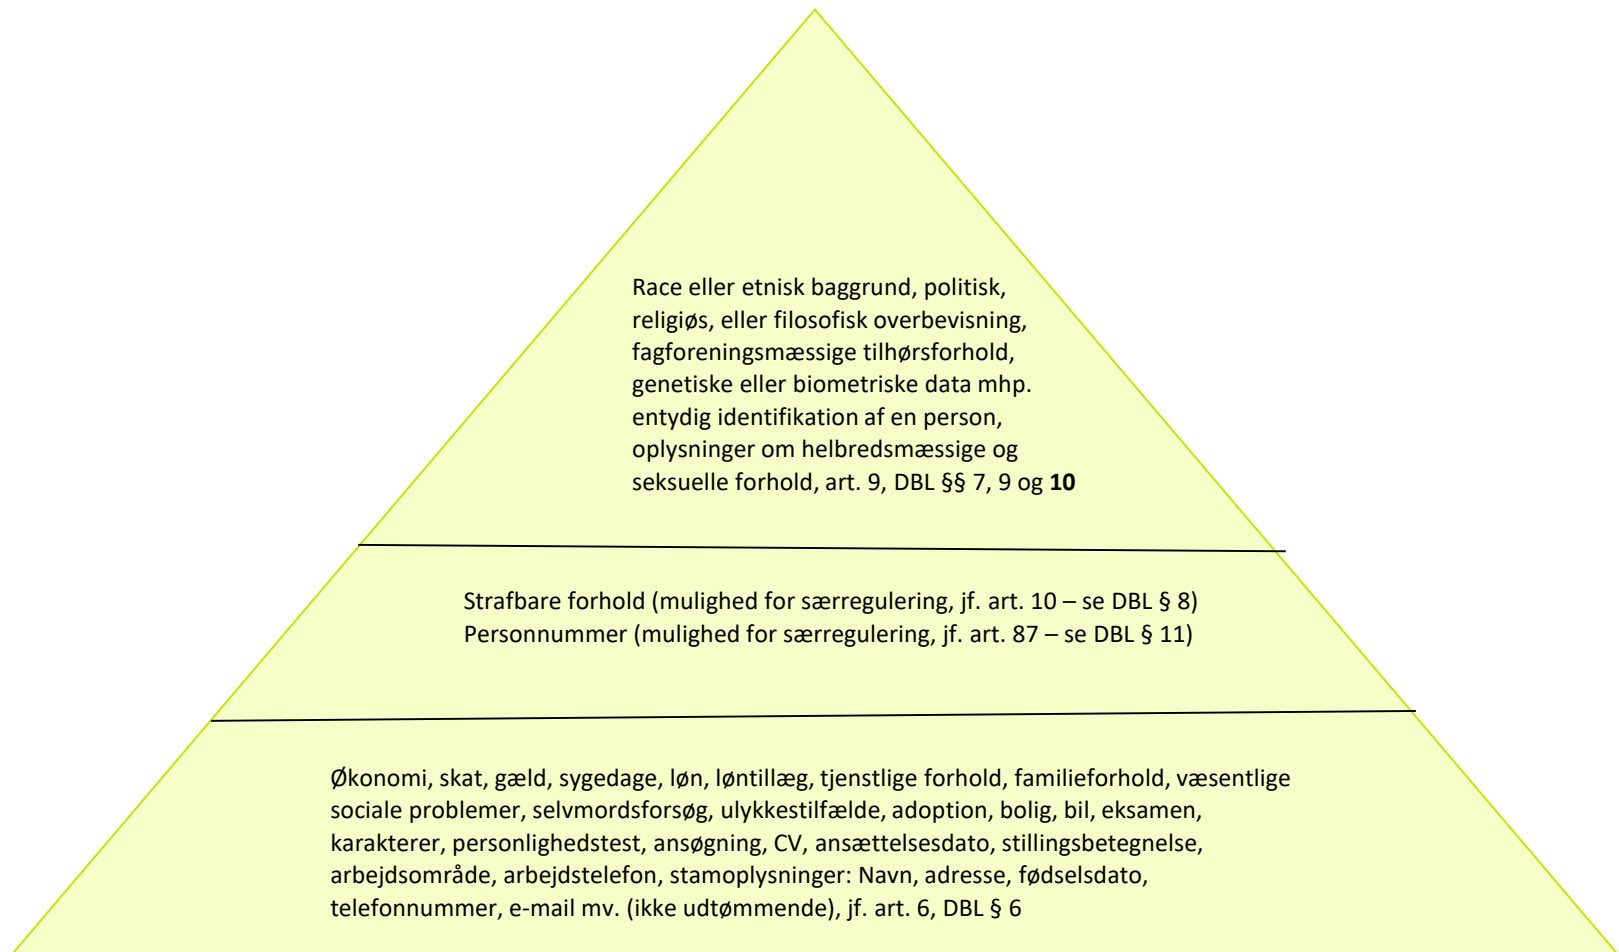 Race eller etnisk baggrund, politisk,
religiøs, eller filosofisk overbevisning,
fagforeningsmæssige tilhørsforhold,
genetiske eller biometriske data mhp.
entydig identifikation af en person,
oplysninger om helbredsmæssige og
seksuelle forhold, art. 9, DBL §§ 7, 9 og 10
Strafbare forhold (mulighed for særregulering, jf. art. 10 – se DBL § 8)
Personnummer (mulighed for særregulering, jf. art. 87 – se DBL § 11)
Økonomi, skat, gæld, sygedage, løn, løntillæg, tjenstlige forhold, familieforhold, væsentlige
sociale problemer, selvmordsforsøg, ulykkestilfælde, adoption, bolig, bil, eksamen,
karakterer, personlighedstest, ansøgning, CV, ansættelsesdato, stillingsbetegnelse,
arbejdsområde, arbejdstelefon, stamoplysninger: Navn, adresse, fødselsdato,
telefonnummer, e-mail mv. (ikke udtømmende), jf. art. 6, DBL § 6